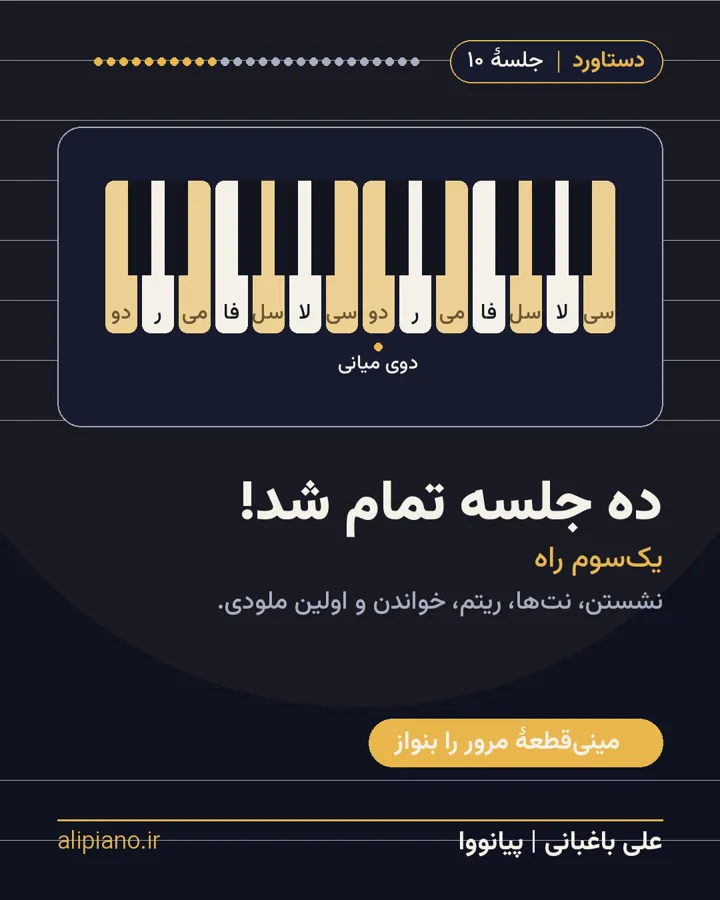 دستاورد | جلسهٔ ۱۰
دو ر می فا سل لا سی دو ر می فا سل لا سی
دوی میانی
ده جلسه تمام شد!
یک‌سوم راه
نشستن، نت‌ها، ریتم، خواندن و اولین ملودی.
مینی‌قطعهٔ مرور را بنواز
علی باغبانی | پیانووا
alipiano.ir